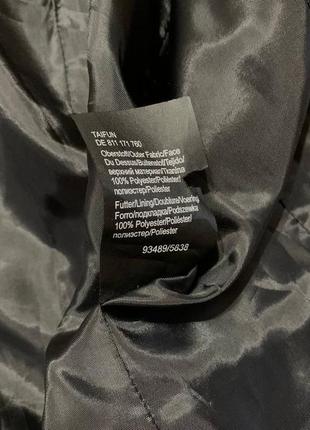 TAIFUN
DE 811 171 760
Oberstoff/Outer Fabric/Face
Du Dessus/Buitenstof/Tejido/
верхний материал/Tkanina
100% Polyester/Polyester/
полиэстер/Poliester
Futter/Lining/Doublure/Voering
Forro/подкладка/Podszewka
100% Polyester/Poliéster/
полиэстер/Poliester
93489/5838